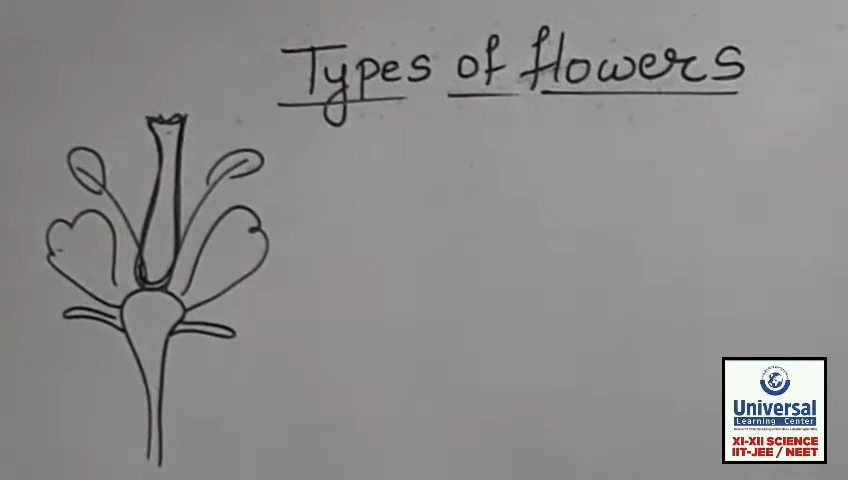 Types of flowers
Universal
Learning Center
XI-XII SCIENCE
IIT-JEE / NEET